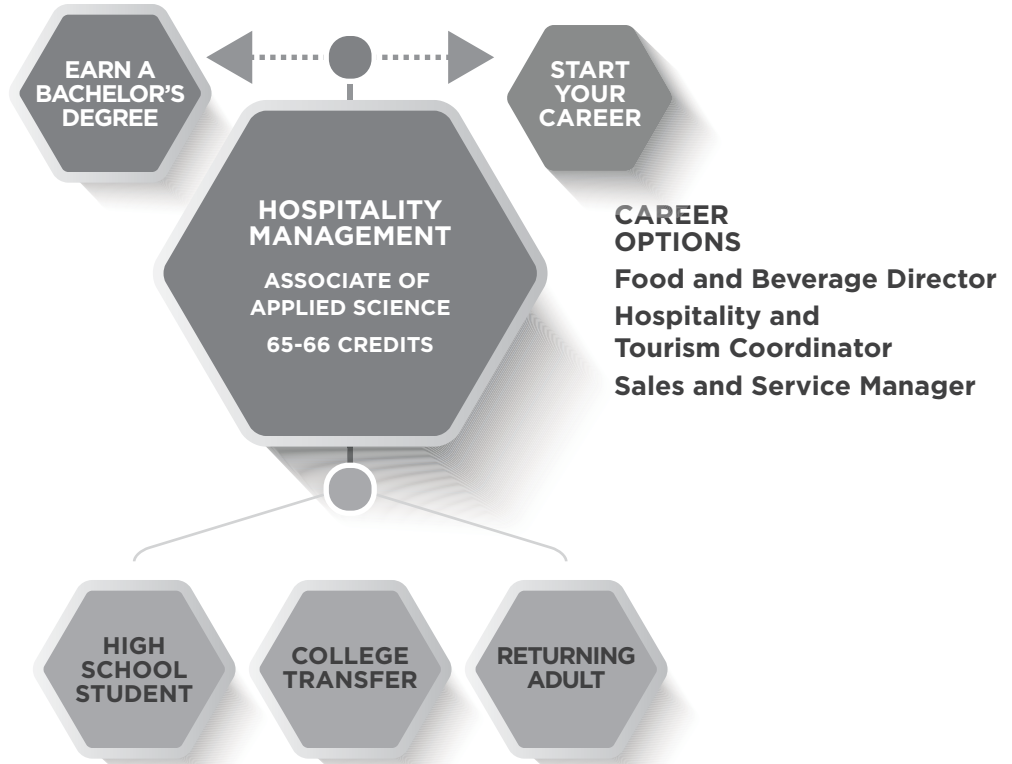 EARN A
BACHELOR'S
DEGREE
START
YOUR
CAREER
HOSPITALITY
MANAGEMENT
ASSOCIATE OF
APPLIED SCIENCE
65-66 CREDITS
CAREER
OPTIONS
Food and Beverage Director
Hospitality and
Tourism Coordinator
Sales and Service Manager
HIGH
SCHOOL
STUDENT
COLLEGE
TRANSFER
RETURNING
ADULT